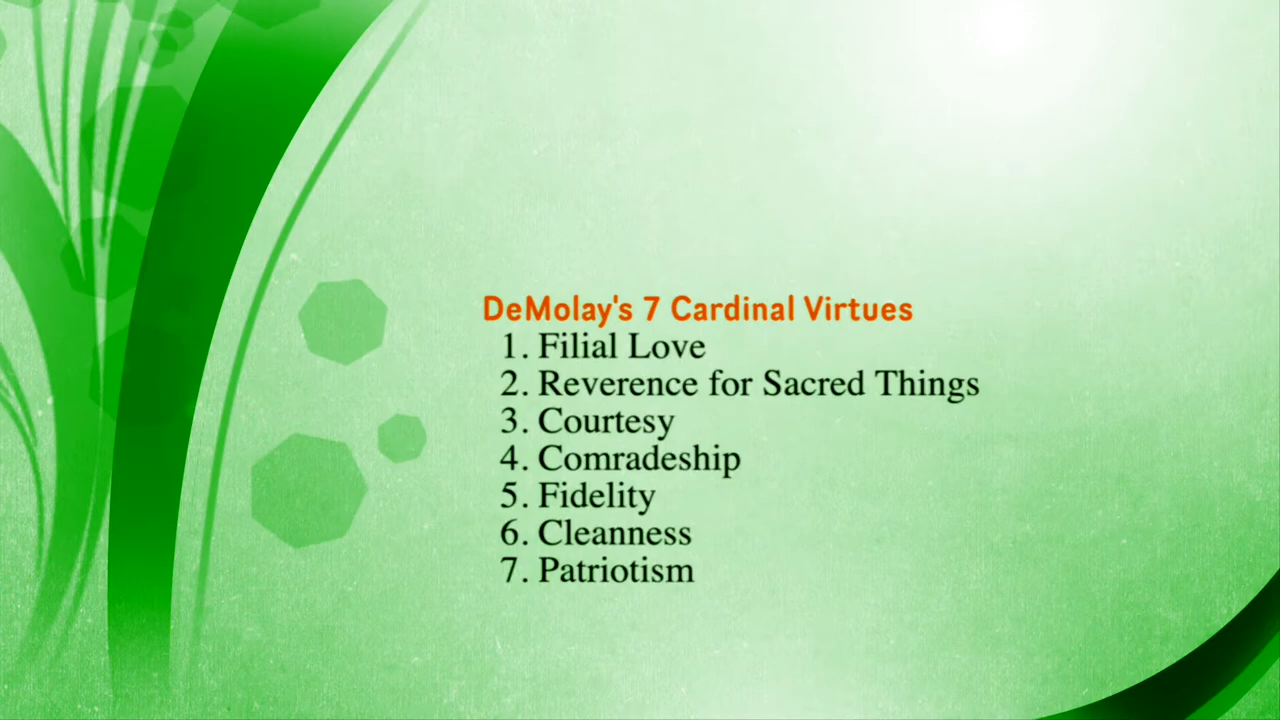 DeMolay's 7 Cardinal Virtues
1. Filial Love
2. Reverence for Sacred Things
3. Courtesy
4. Comradeship
5. Fidelity
6. Cleanness
7. Patriotism